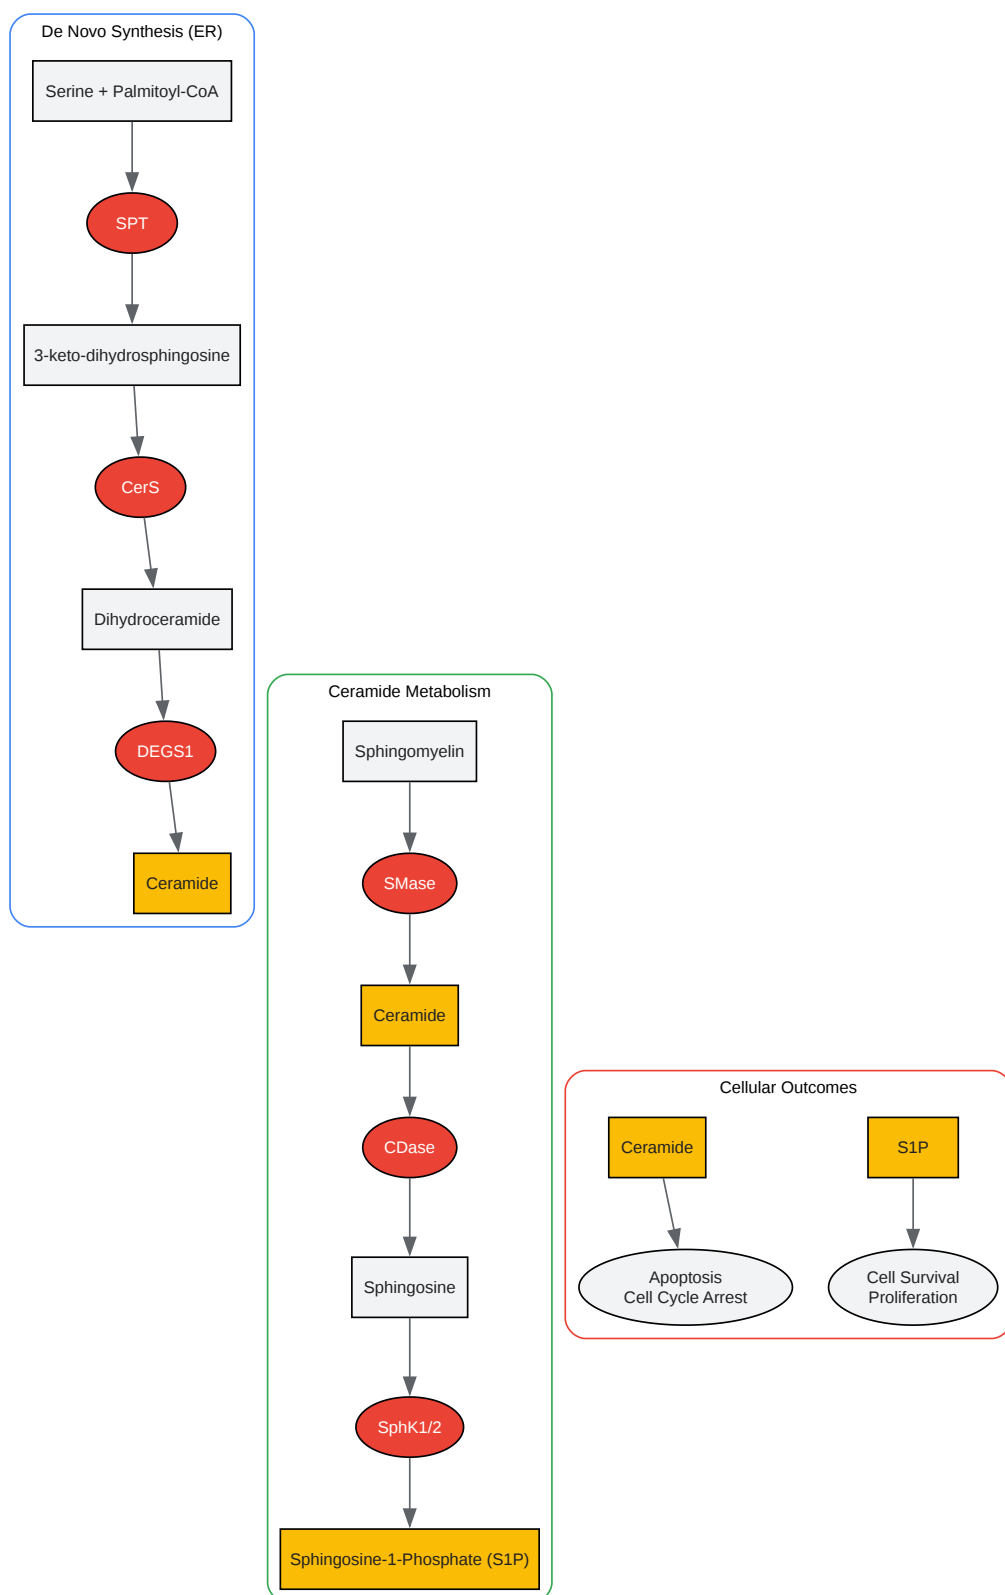 De Novo Synthesis (ER)
Serine + Palmitoyl-CoA
SPT
3-keto-dihydrosphingosine
CerS
Dihydroceramide
DEGS1
Ceramide
Ceramide Metabolism
Sphingomyelin
SMase
Ceramide
CDase
Sphingosine
SphK1/2
Sphingosine-1-Phosphate (S1P)
Cellular Outcomes
Ceramide
S1P
Apoptosis
Cell Cycle Arrest
Cell Survival
Proliferation